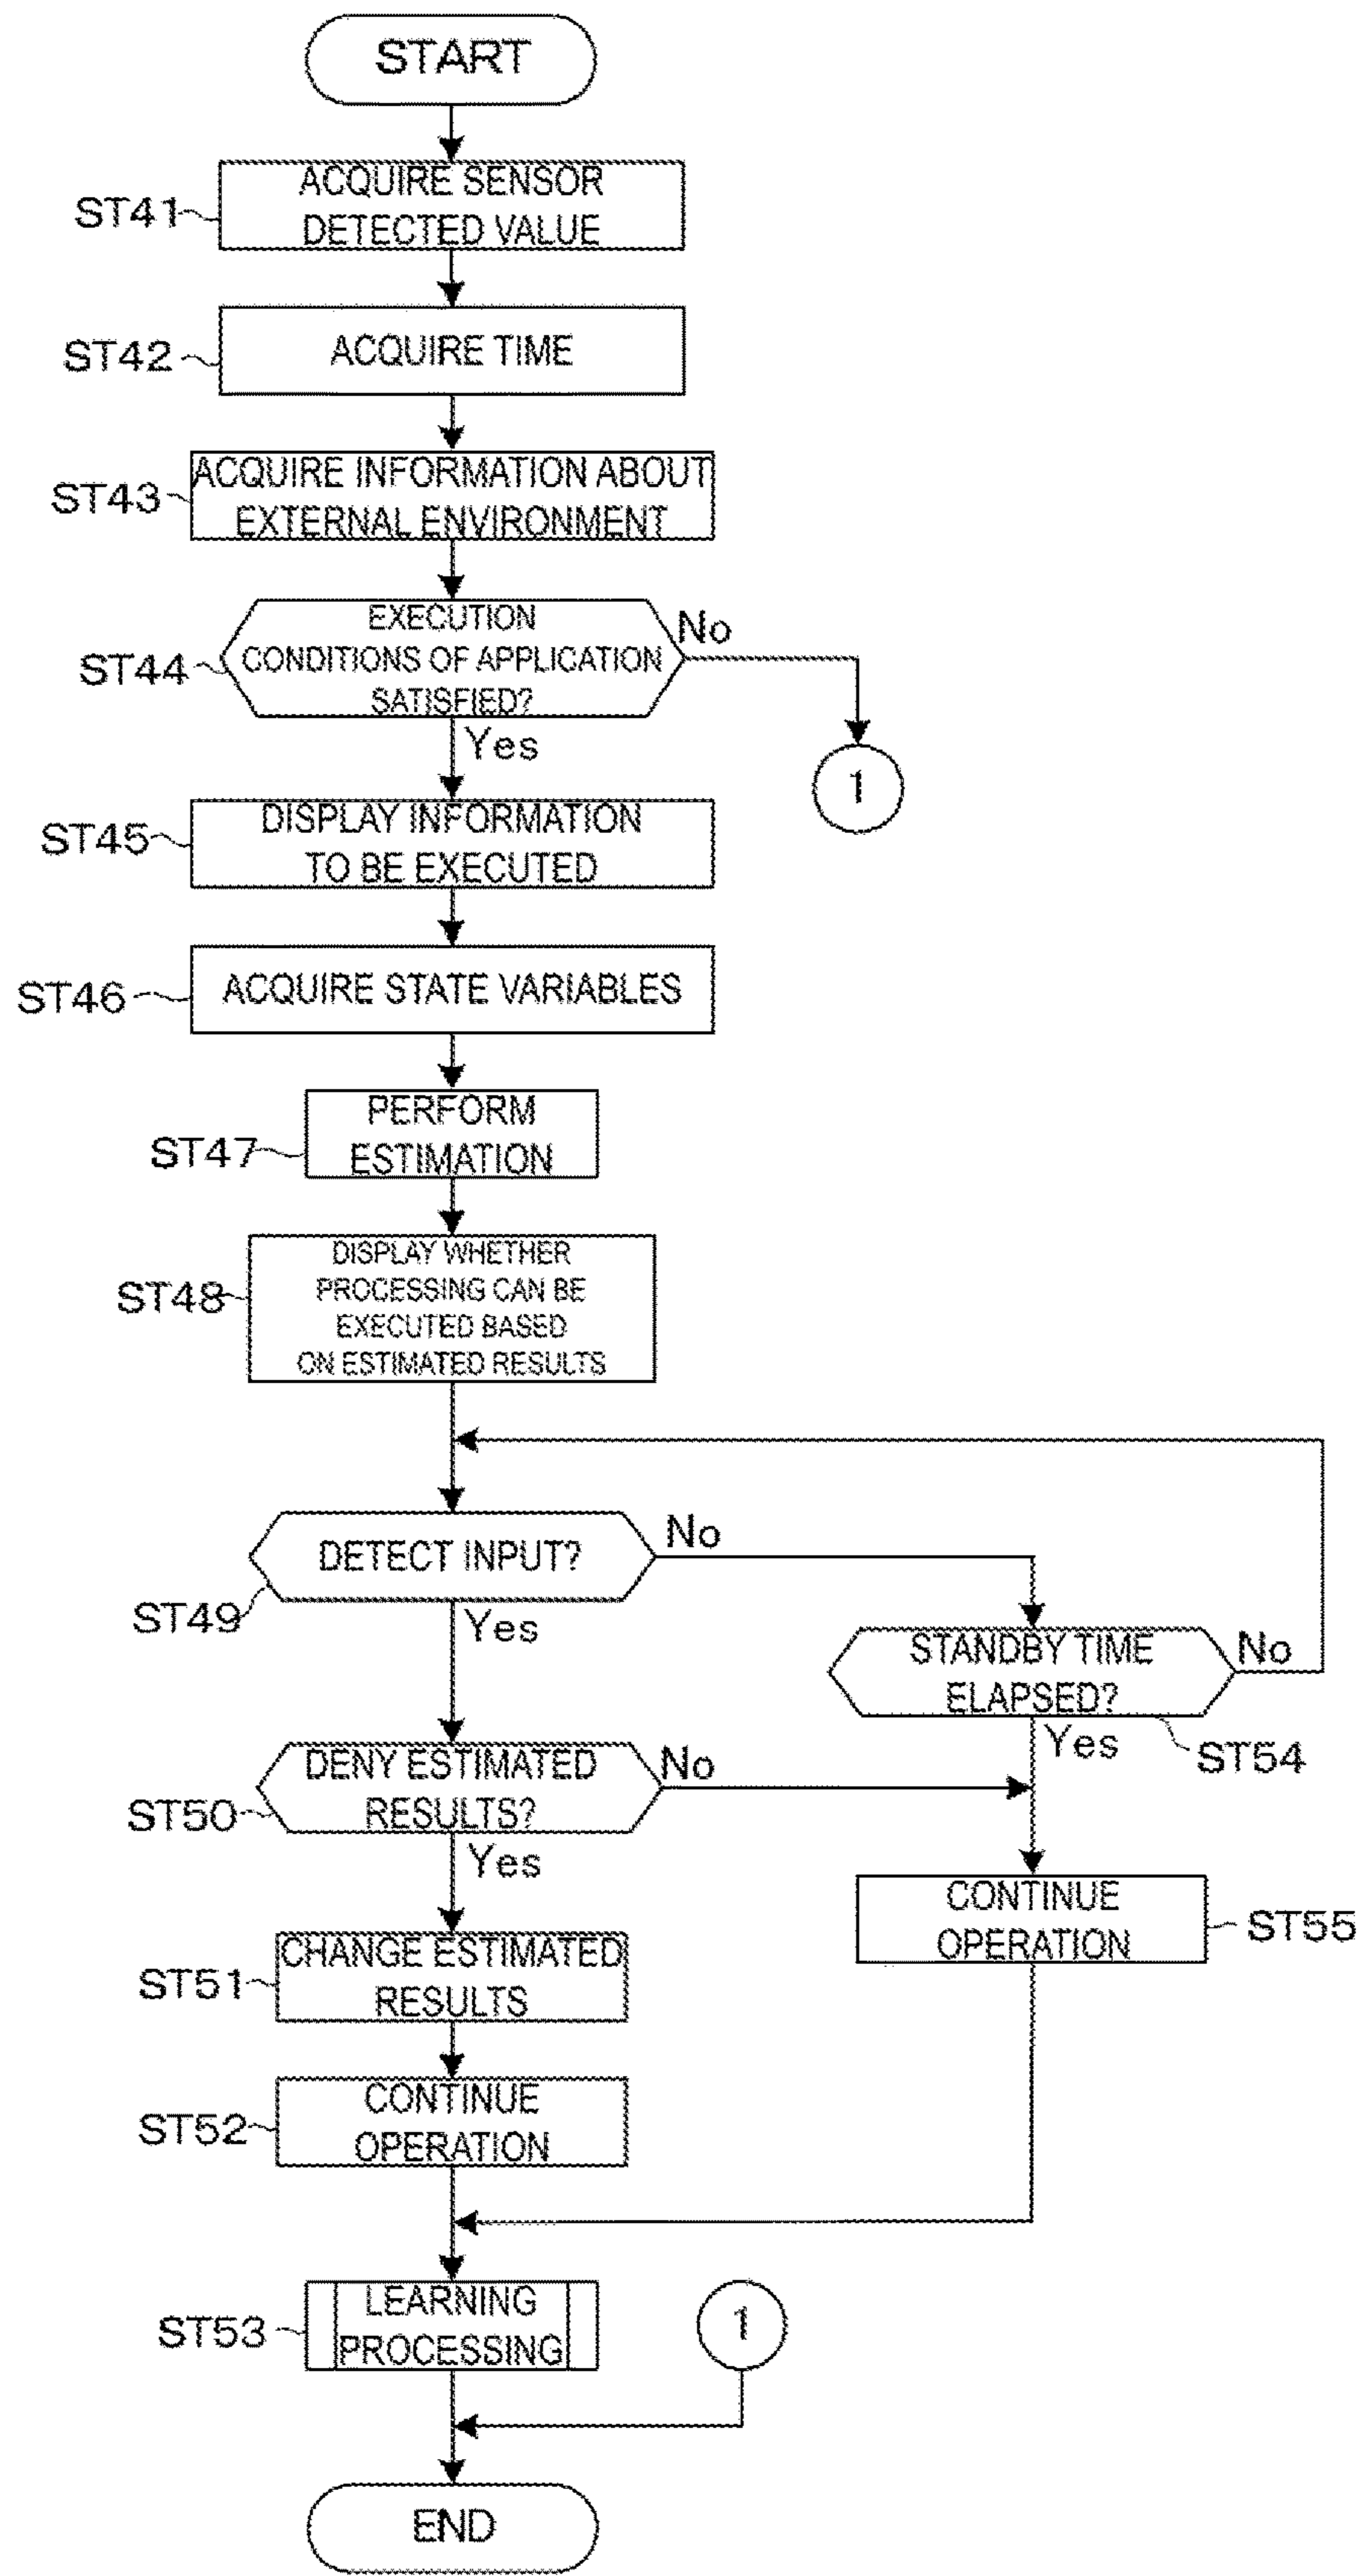 START
ST41
ACQUIRE SENSOR
DETECTED VALUE
ST42
ACQUIRE TIME
ST43
ACQUIRE INFORMATION ABOUT
EXTERNAL ENVIRONMENT
ST44
EXECUTION
CONDITIONS OF APPLICATION
SATISFIED?
No
Yes
1
ST45
DISPLAY INFORMATION
TO BE EXECUTED
ST46
ACQUIRE STATE VARIABLES
ST47
PERFORM
ESTIMATION
ST48
DISPLAY WHETHER
PROCESSING CAN BE
EXECUTED BASED
ON ESTIMATED RESULTS
ST49
DETECT INPUT?
No
Yes
STANDBY TIME
ELAPSED?
No
Yes
ST54
ST50
DENY ESTIMATED
RESULTS?
No
Yes
CONTINUE
OPERATION
ST55
ST51
CHANGE ESTIMATED
RESULTS
ST52
CONTINUE
OPERATION
ST53
LEARNING
PROCESSING
1
END